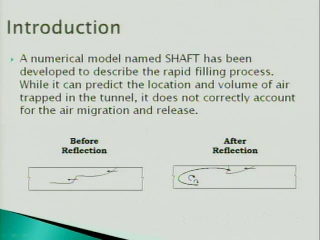 Introduction
A numerical model named SHAFT has been
developed to describe the rapid filling process.
While it can predict the location and volume of air
trapped in the tunnel, it does not correctly account
for the air migration and release.
Before
Reflection
After
Reflection